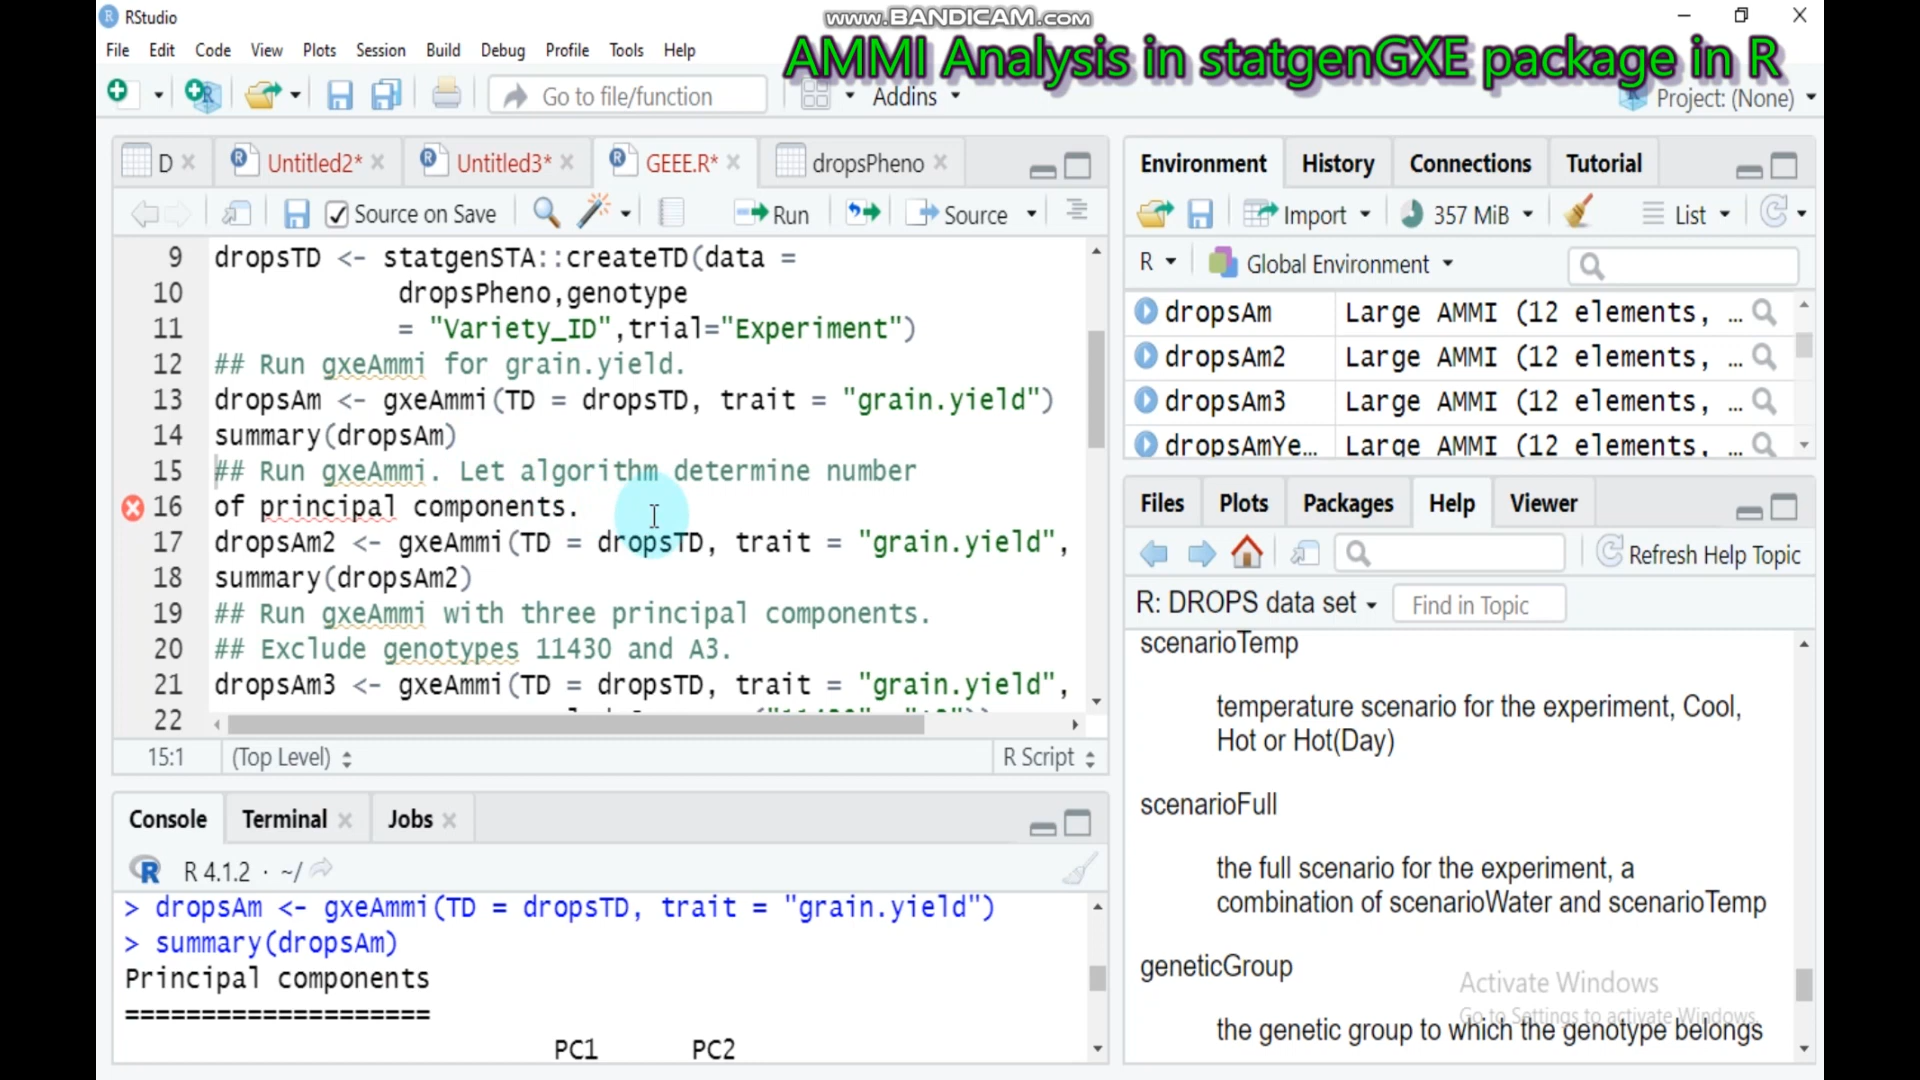 RStudio
www.BANDICAM.com
File Edit Code View Plots Session Build Debug Profile Tools Help
AMMI Analysis in statgenGXE package in R
Go to file/function
Addins
Project: (None)
D
Untitled2*
Untitled3*
GEEE.R*
dropsPheno
Source on Save
Run
Source
9 dropsTD <- statgenSTA::createTD(data =
10 dropsPheno,genotype
11 = "Variety_ID",trial="Experiment")
12 ## Run gxeAmmi for grain.yield.
13 dropsAm <- gxeAmmi(TD = dropsTD, trait = "grain.yield")
14 summary(dropsAm)
15 ## Run gxeAmmi. Let algorithm determine number
16 of principal components.
17 dropsAm2 <- gxeAmmi(TD = dropsTD, trait = "grain.yield",
18 summary(dropsAm2)
19 ## Run gxeAmmi with three principal components.
20 ## Exclude genotypes 11430 and A3.
21 dropsAm3 <- gxeAmmi(TD = dropsTD, trait = "grain.yield",
22
15:1
(Top Level)
R Script
Console Terminal Jobs
R 4.1.2 · ~/
> dropsAm <- gxeAmmi(TD = dropsTD, trait = "grain.yield")
> summary(dropsAm)
Principal components
====================
PC1 PC2
Environment History Connections Tutorial
Import
357 MiB
List
R
Global Environment
dropsAm Large AMMI (12 elements, …
dropsAm2 Large AMMI (12 elements, …
dropsAm3 Large AMMI (12 elements, …
dropsAmYe… Large AMMI (12 elements, …
Files Plots Packages Help Viewer
Refresh Help Topic
R: DROPS data set
Find in Topic
scenarioTemp
temperature scenario for the experiment, Cool,
Hot or Hot(Day)
scenarioFull
the full scenario for the experiment, a
combination of scenarioWater and scenarioTemp
geneticGroup
Activate Windows
Go to Settings to activate Windows.
the genetic group to which the genotype belongs